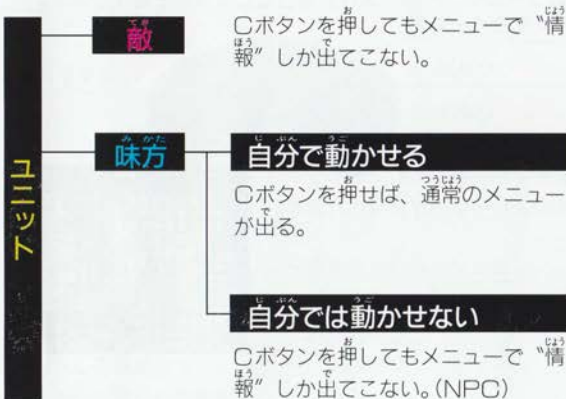 ユニット
敵
Cボタンを押してもメニューで〝情
報〟しか出てこない。
味方
自分で動かせる
Cボタンを押せば、通常のメニュー
が出る。
自分では動かせない
Cボタンを押してもメニューで〝情
報〟しか出てこない。(NPC)